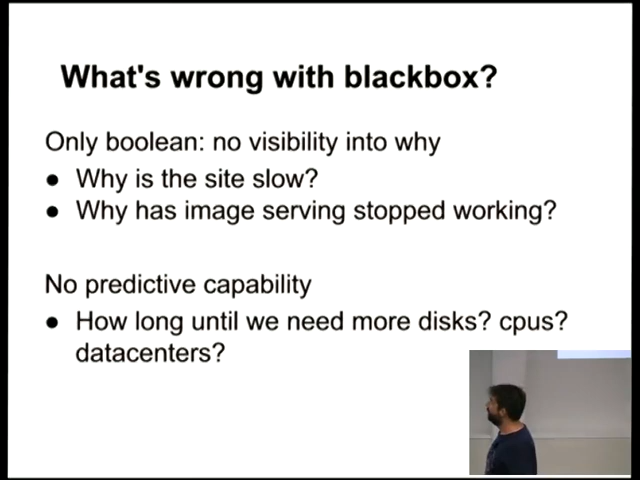 What's wrong with blackbox?
Only boolean: no visibility into why
● Why is the site slow?
● Why has image serving stopped working?
No predictive capability
● How long until we need more disks? cpus?
datacenters?